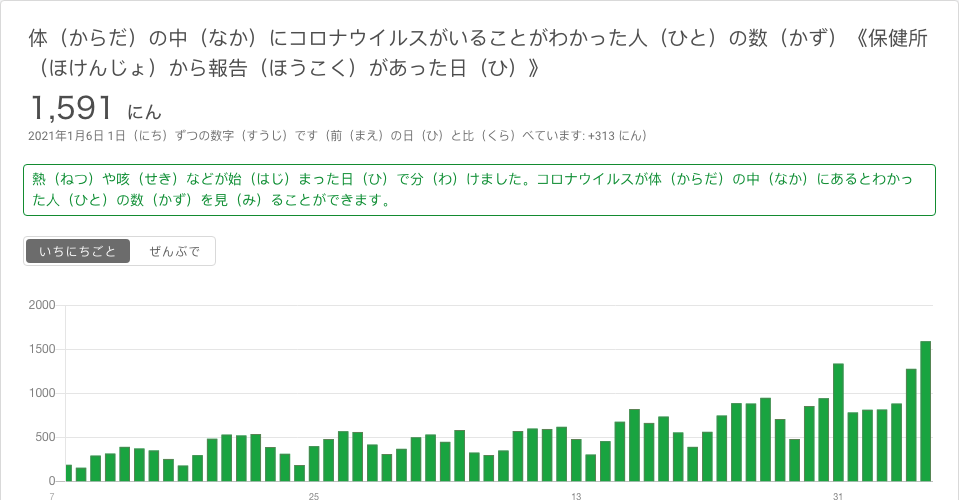 体（からだ）の中（なか）にコロナウイルスがいることがわかった人（ひと）の数（かず）《保健所
（ほけんじょ）から報告（ほうこく）があった日（ひ）》
1,591 にん
2021年1月6日 1日（にち）ずつの数字（すうじ）です（前（まえ）の日（ひ）と比（くら）べています: +313 にん）
熱（ねつ）や咳（せき）などが始（はじ）まった日（ひ）で分（わ）けました。コロナウイルスが体（からだ）の中（なか）にあるとわかっ
た人（ひと）の数（かず）を見（み）ることができます。
いちにちごと ぜんぶで
2000
1500
1000
500
0
7 25 13 31